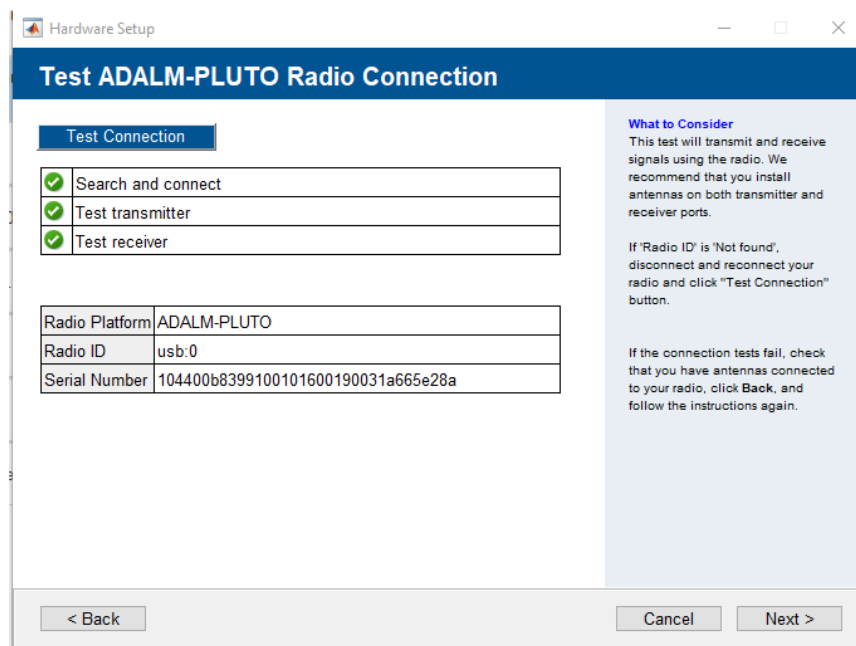 Hardware Setup
Test ADALM-PLUTO Radio Connection
Test Connection
Search and connect
Test transmitter
Test receiver
Radio Platform ADALM-PLUTO
Radio ID usb:0
Serial Number 104400b8399100101600190031a665e28a
What to Consider
This test will transmit and receive
signals using the radio. We
recommend that you install
antennas on both transmitter and
receiver ports.
If 'Radio ID' is 'Not found',
disconnect and reconnect your
radio and click "Test Connection"
button.
If the connection tests fail, check
that you have antennas connected
to your radio, click Back, and
follow the instructions again.
< Back
Cancel
Next >